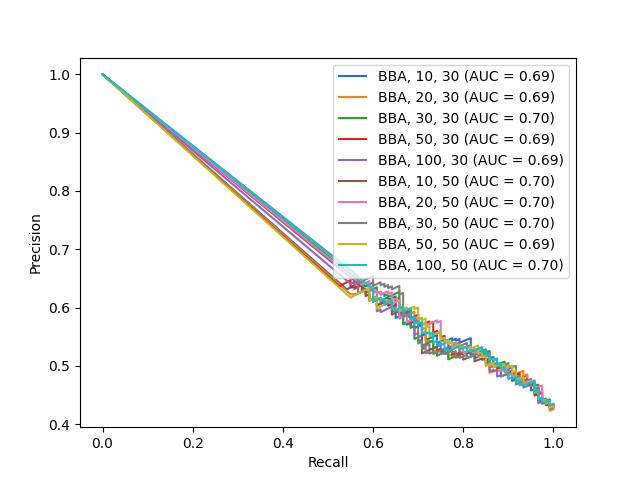 1.0
0.9
0.8
0.7
0.6
0.5
0.4
Precision
BBA, 10, 30 (AUC = 0.69)
BBA, 20, 30 (AUC = 0.69)
BBA, 30, 30 (AUC = 0.70)
BBA, 50, 30 (AUC = 0.69)
BBA, 100, 30 (AUC = 0.69)
BBA, 10, 50 (AUC = 0.70)
BBA, 20, 50 (AUC = 0.70)
BBA, 30, 50 (AUC = 0.70)
BBA, 50, 50 (AUC = 0.69)
BBA, 100, 50 (AUC = 0.70)
0.0 0.2 0.4 0.6 0.8 1.0
Recall